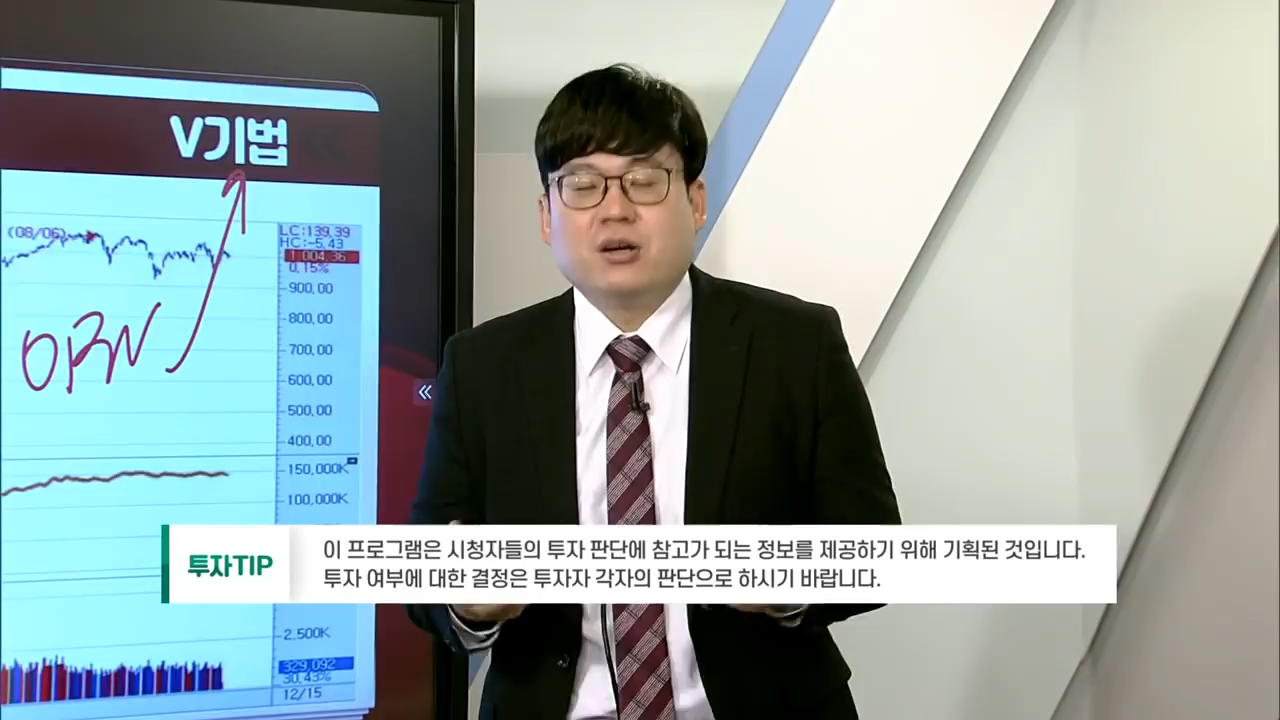 V기법
(08/06)
LC:139.39
HC:-5.43
1,004.36
0.15%
900.00
800.00
700.00
600.00
500.00
400.00
150,000K
100,000K
2,500K
329,092
30.43%
12/15
투자TIP
이 프로그램은 시청자들의 투자 판단에 참고가 되는 정보를 제공하기 위해 기획된 것입니다.
투자 여부에 대한 결정은 투자자 각자의 판단으로 하시기 바랍니다.